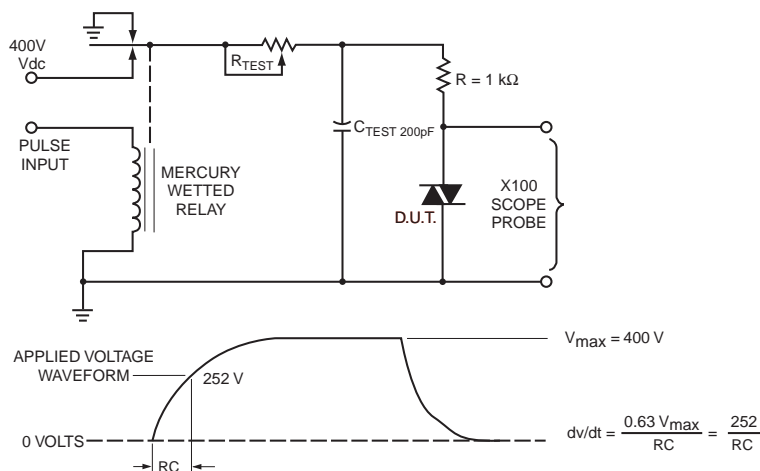 400V
Vdc
PULSE
INPUT
MERCURY
WETTED
RELAY
RTEST
CTEST 200pF
R = 1 kΩ
D.U.T.
X100
SCOPE
PROBE
APPLIED VOLTAGE
WAVEFORM
252 V
Vmax = 400 V
0 VOLTS
RC
dv/dt = 0.63 Vmax / RC = 252 / RC